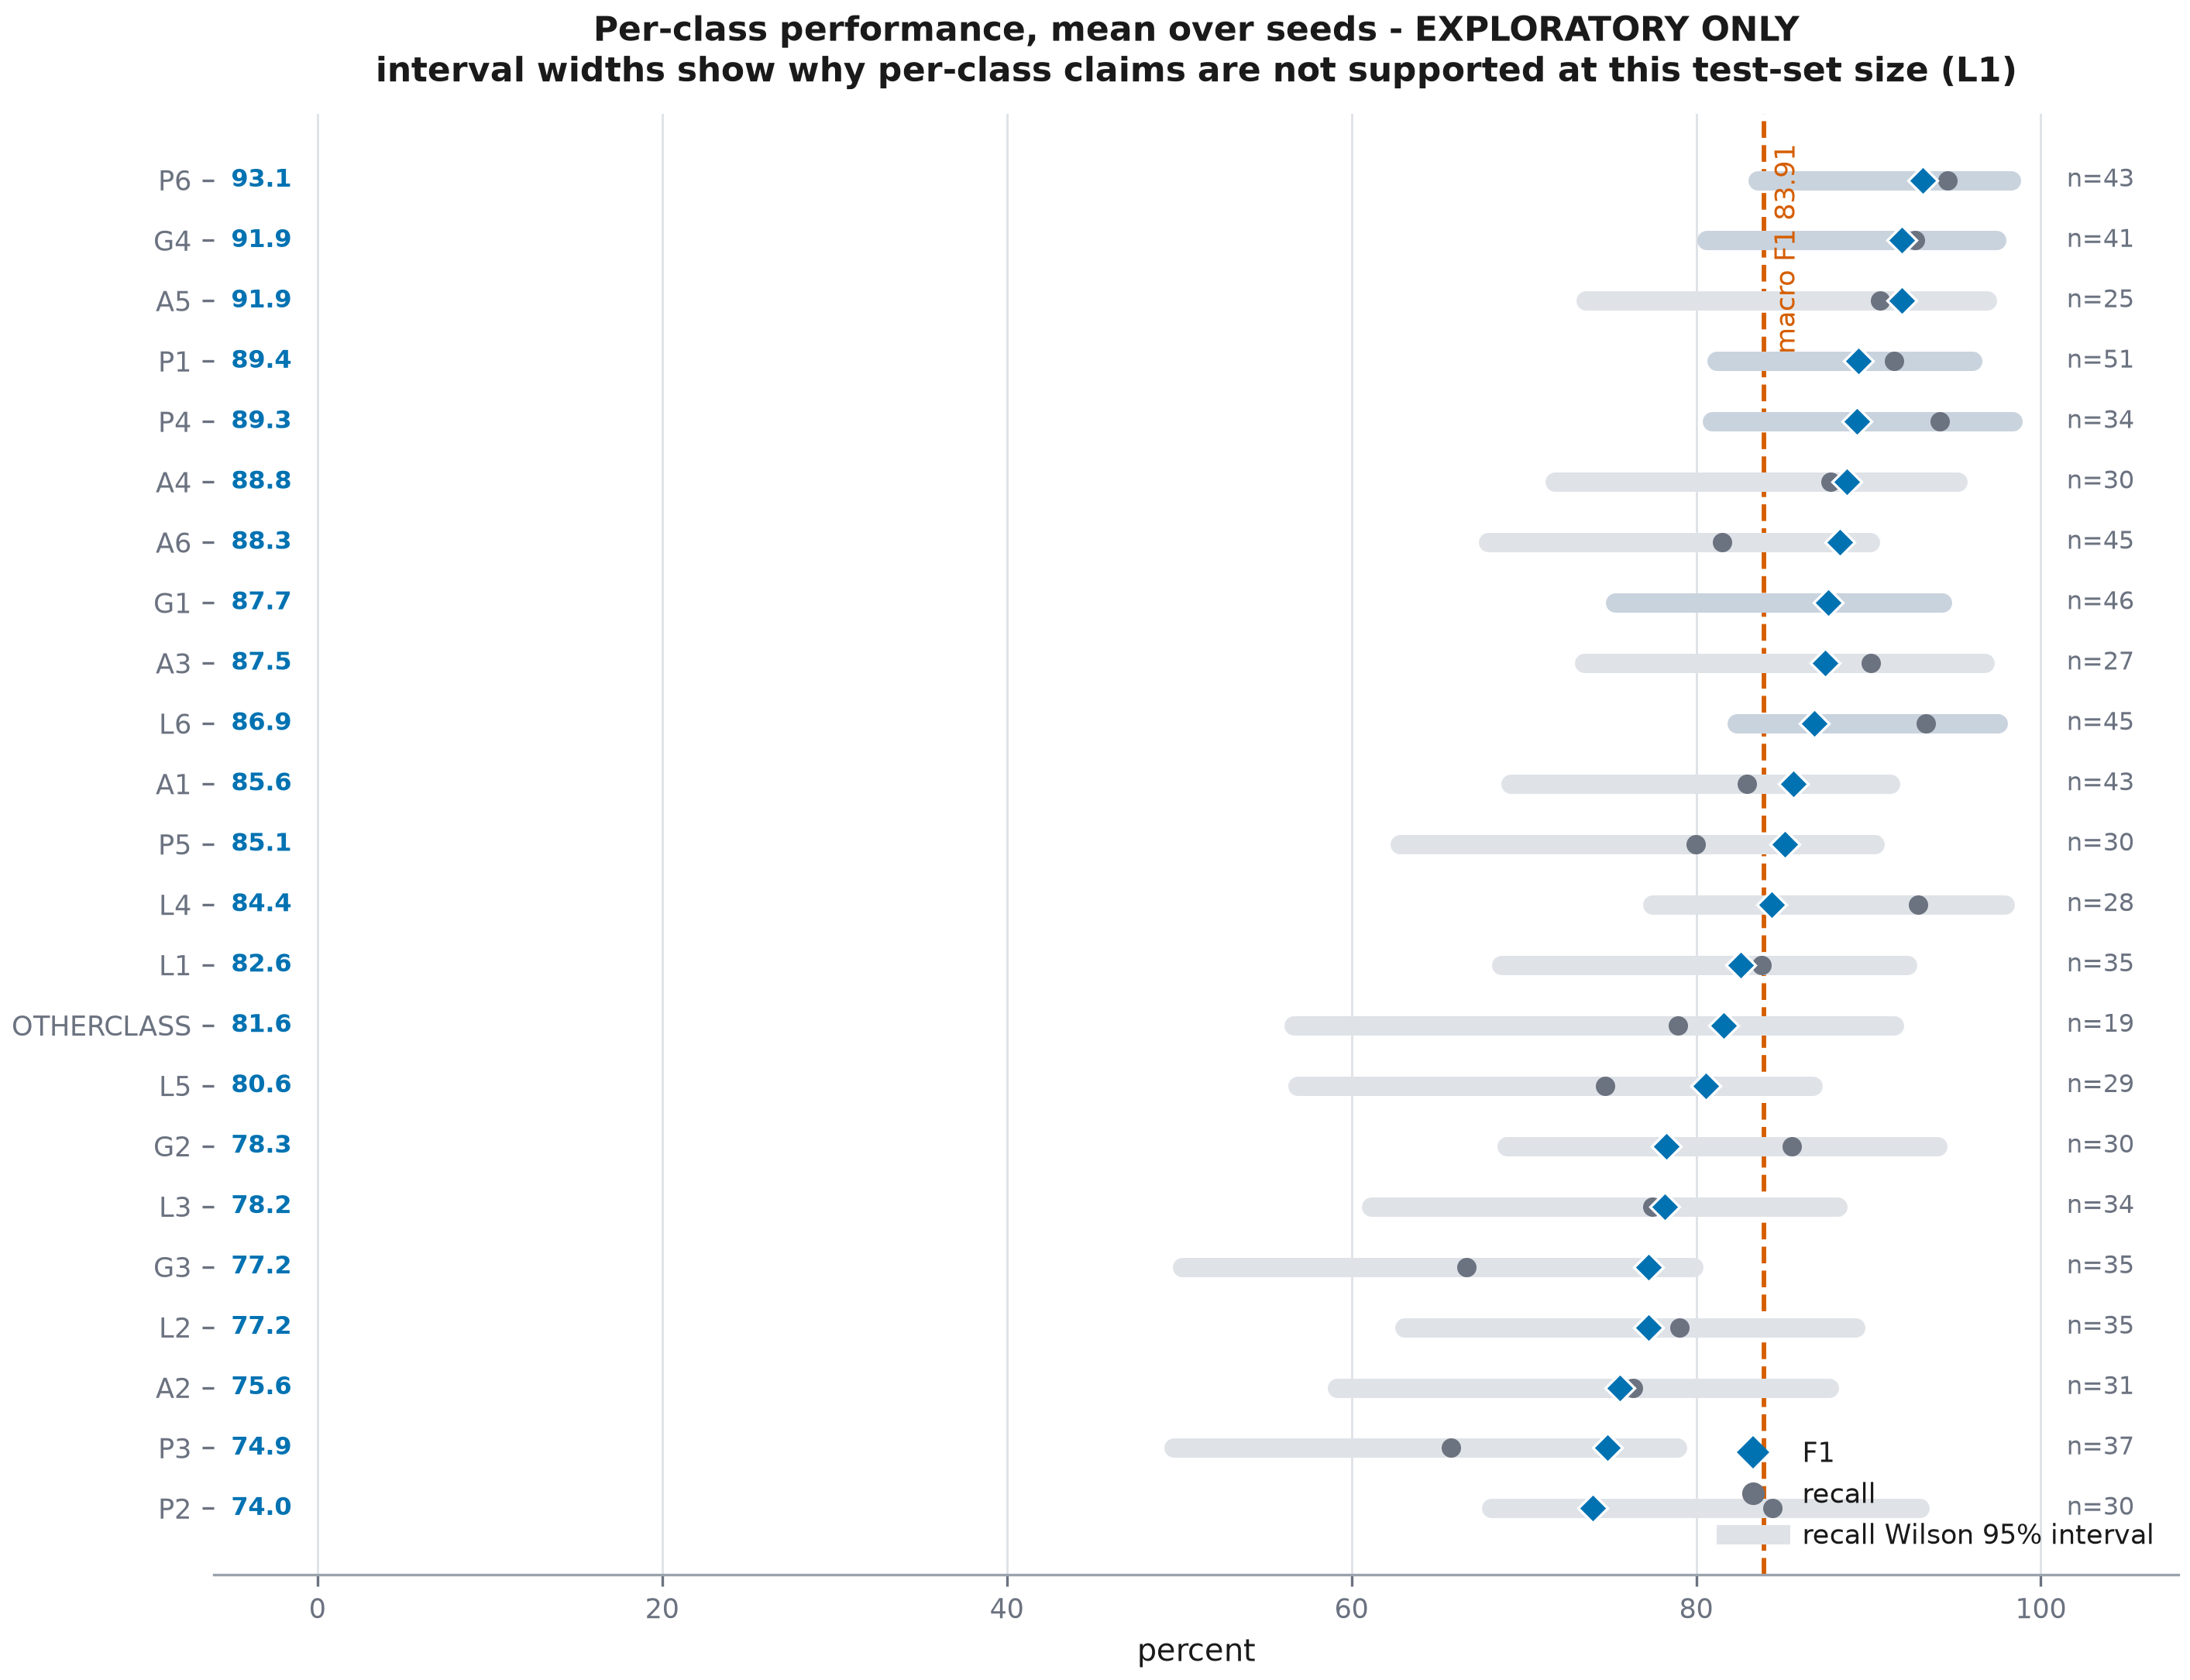 Per-class performance, mean over seeds - EXPLORATORY ONLY
interval widths show why per-class claims are not supported at this test-set size (L1)
macro F1 83.91
P6 93.1 n=43
G4 91.9 n=41
A5 91.9 n=25
P1 89.4 n=51
P4 89.3 n=34
A4 88.8 n=30
A6 88.3 n=45
G1 87.7 n=46
A3 87.5 n=27
L6 86.9 n=45
A1 85.6 n=43
P5 85.1 n=30
L4 84.4 n=28
L1 82.6 n=35
OTHERCLASS 81.6 n=19
L5 80.6 n=29
G2 78.3 n=30
L3 78.2 n=34
G3 77.2 n=35
L2 77.2 n=35
A2 75.6 n=31
P3 74.9 n=37
P2 74.0 n=30
F1
recall
recall Wilson 95% interval
0 20 40 60 80 100
percent